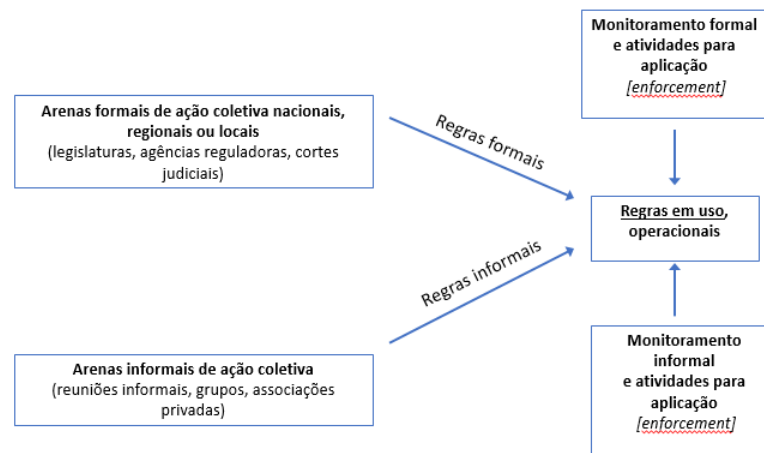 Monitoramento formal
e atividades para
aplicação
[enforcement]
Arenas formais de ação coletiva nacionais,
regionais ou locais
(legislaturas, agências reguladoras, cortes
judiciais)
Regras formais
Regras em uso,
operacionais
Regras informais
Arenas informais de ação coletiva
(reuniões informais, grupos, associações
privadas)
Monitoramento
informal
e atividades para
aplicação
[enforcement]